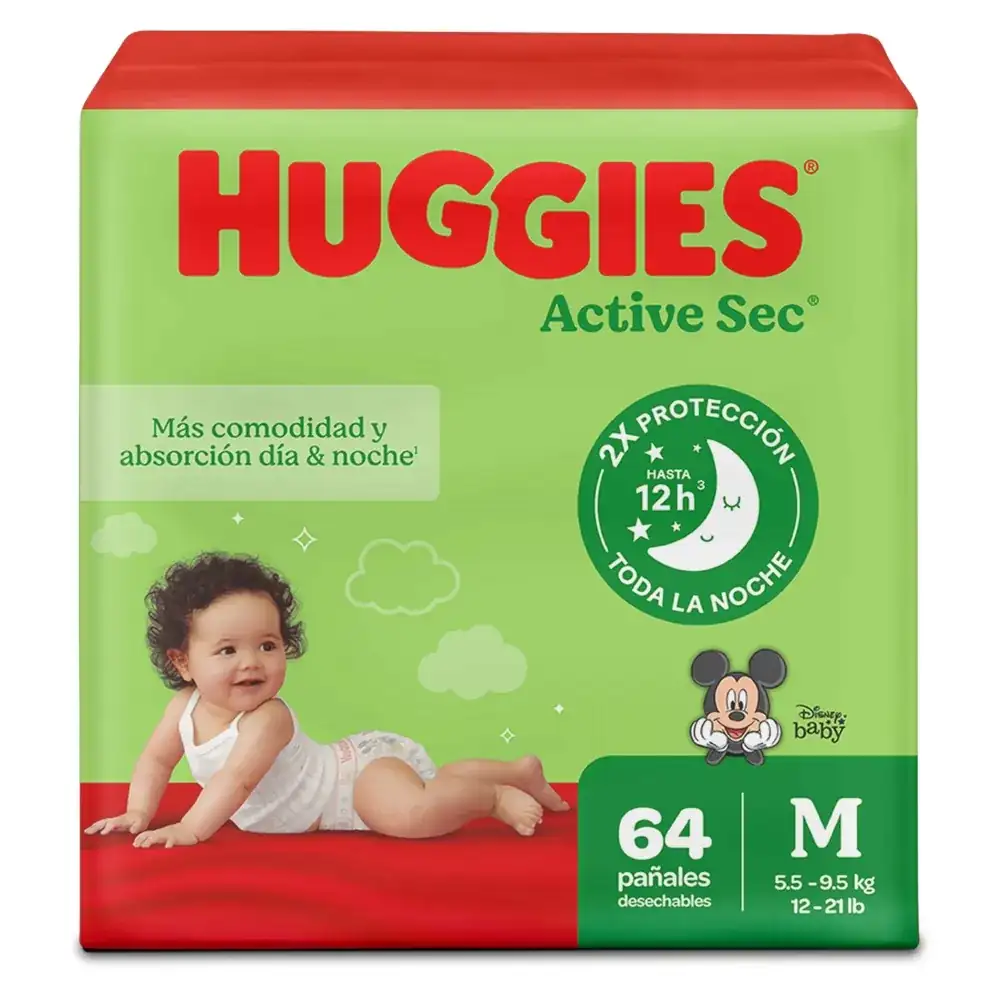 HUGGIES®
Active Sec®
Más comodidad y
absorción día & noche¹
2X PROTECCIÓN
HASTA
12h³
TODA LA NOCHE
Disney
baby
64
pañales
desechables
M
5.5 - 9.5 kg
12 - 21 lb